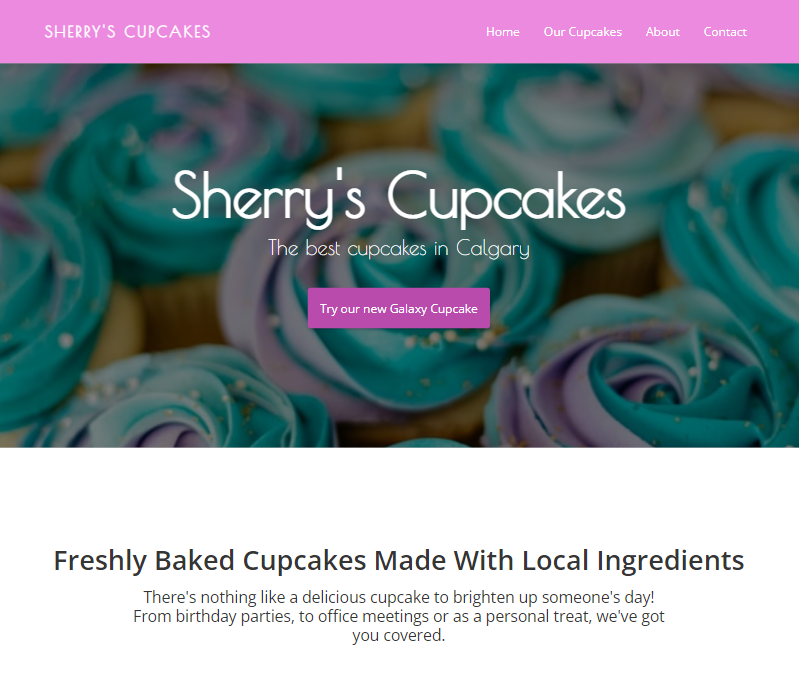 SHERRY'S CUPCAKES
Home Our Cupcakes About Contact
Sherry's Cupcakes
The best cupcakes in Calgary
Try our new Galaxy Cupcake
Freshly Baked Cupcakes Made With Local Ingredients
There's nothing like a delicious cupcake to brighten up someone's day!
From birthday parties, to office meetings or as a personal treat, we've got
you covered.